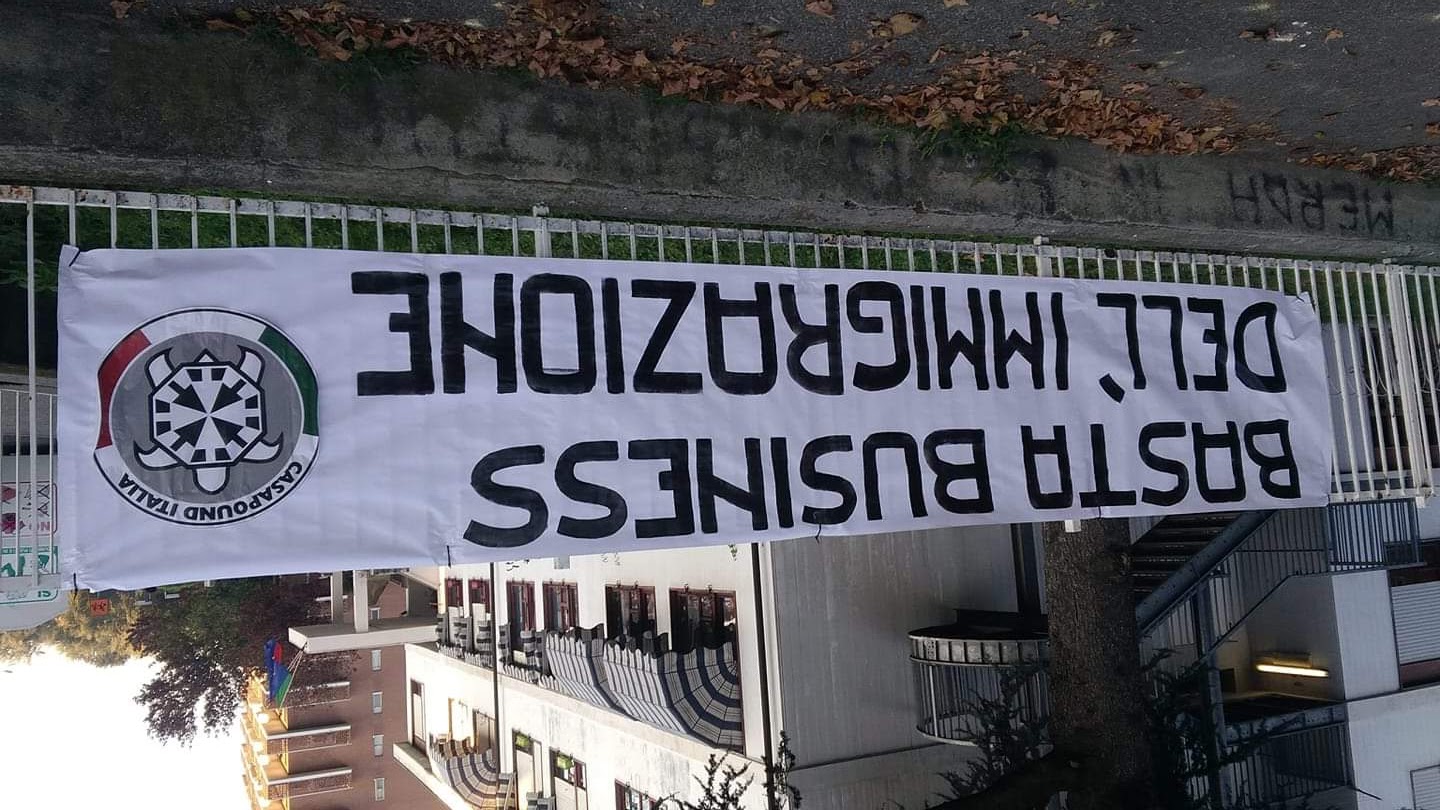 BASTA BUSINESS
DELL'IMMIGRAZIONE
CASAPOUND ITALIA